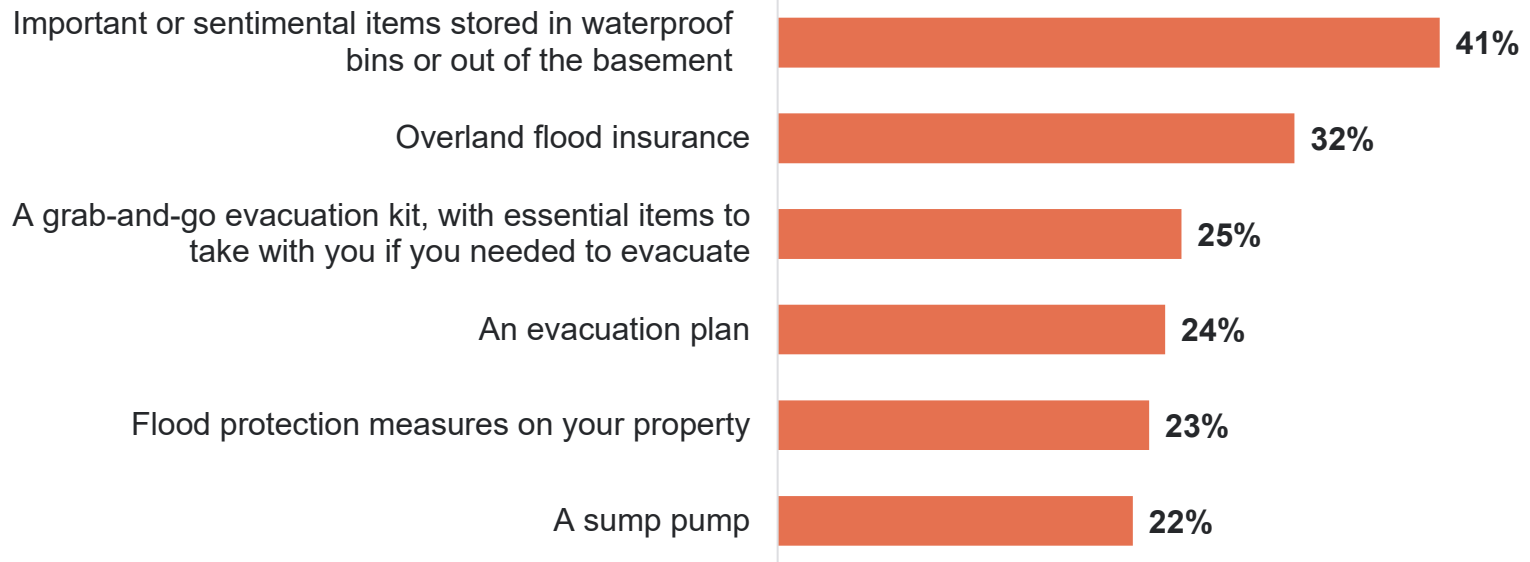 Important or sentimental items stored in waterproof
bins or out of the basement
41%
Overland flood insurance
32%
A grab-and-go evacuation kit, with essential items to
take with you if you needed to evacuate
25%
An evacuation plan
24%
Flood protection measures on your property
23%
A sump pump
22%